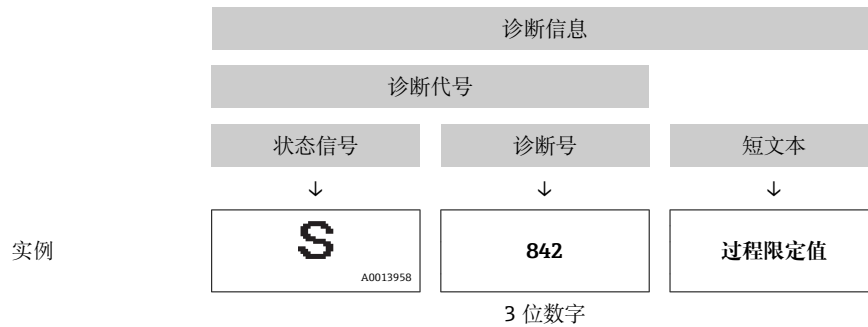 诊断信息
诊断代号
状态信号 诊断号 短文本
↓ ↓ ↓
实例 S 842 过程限定值
A0013958
3 位数字